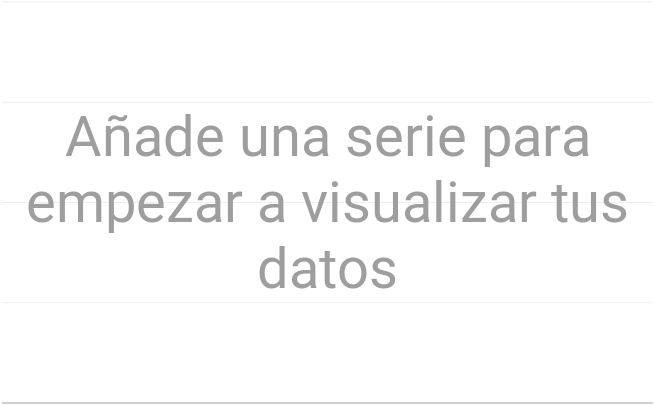 Añade una serie para
empezar a visualizar tus
datos